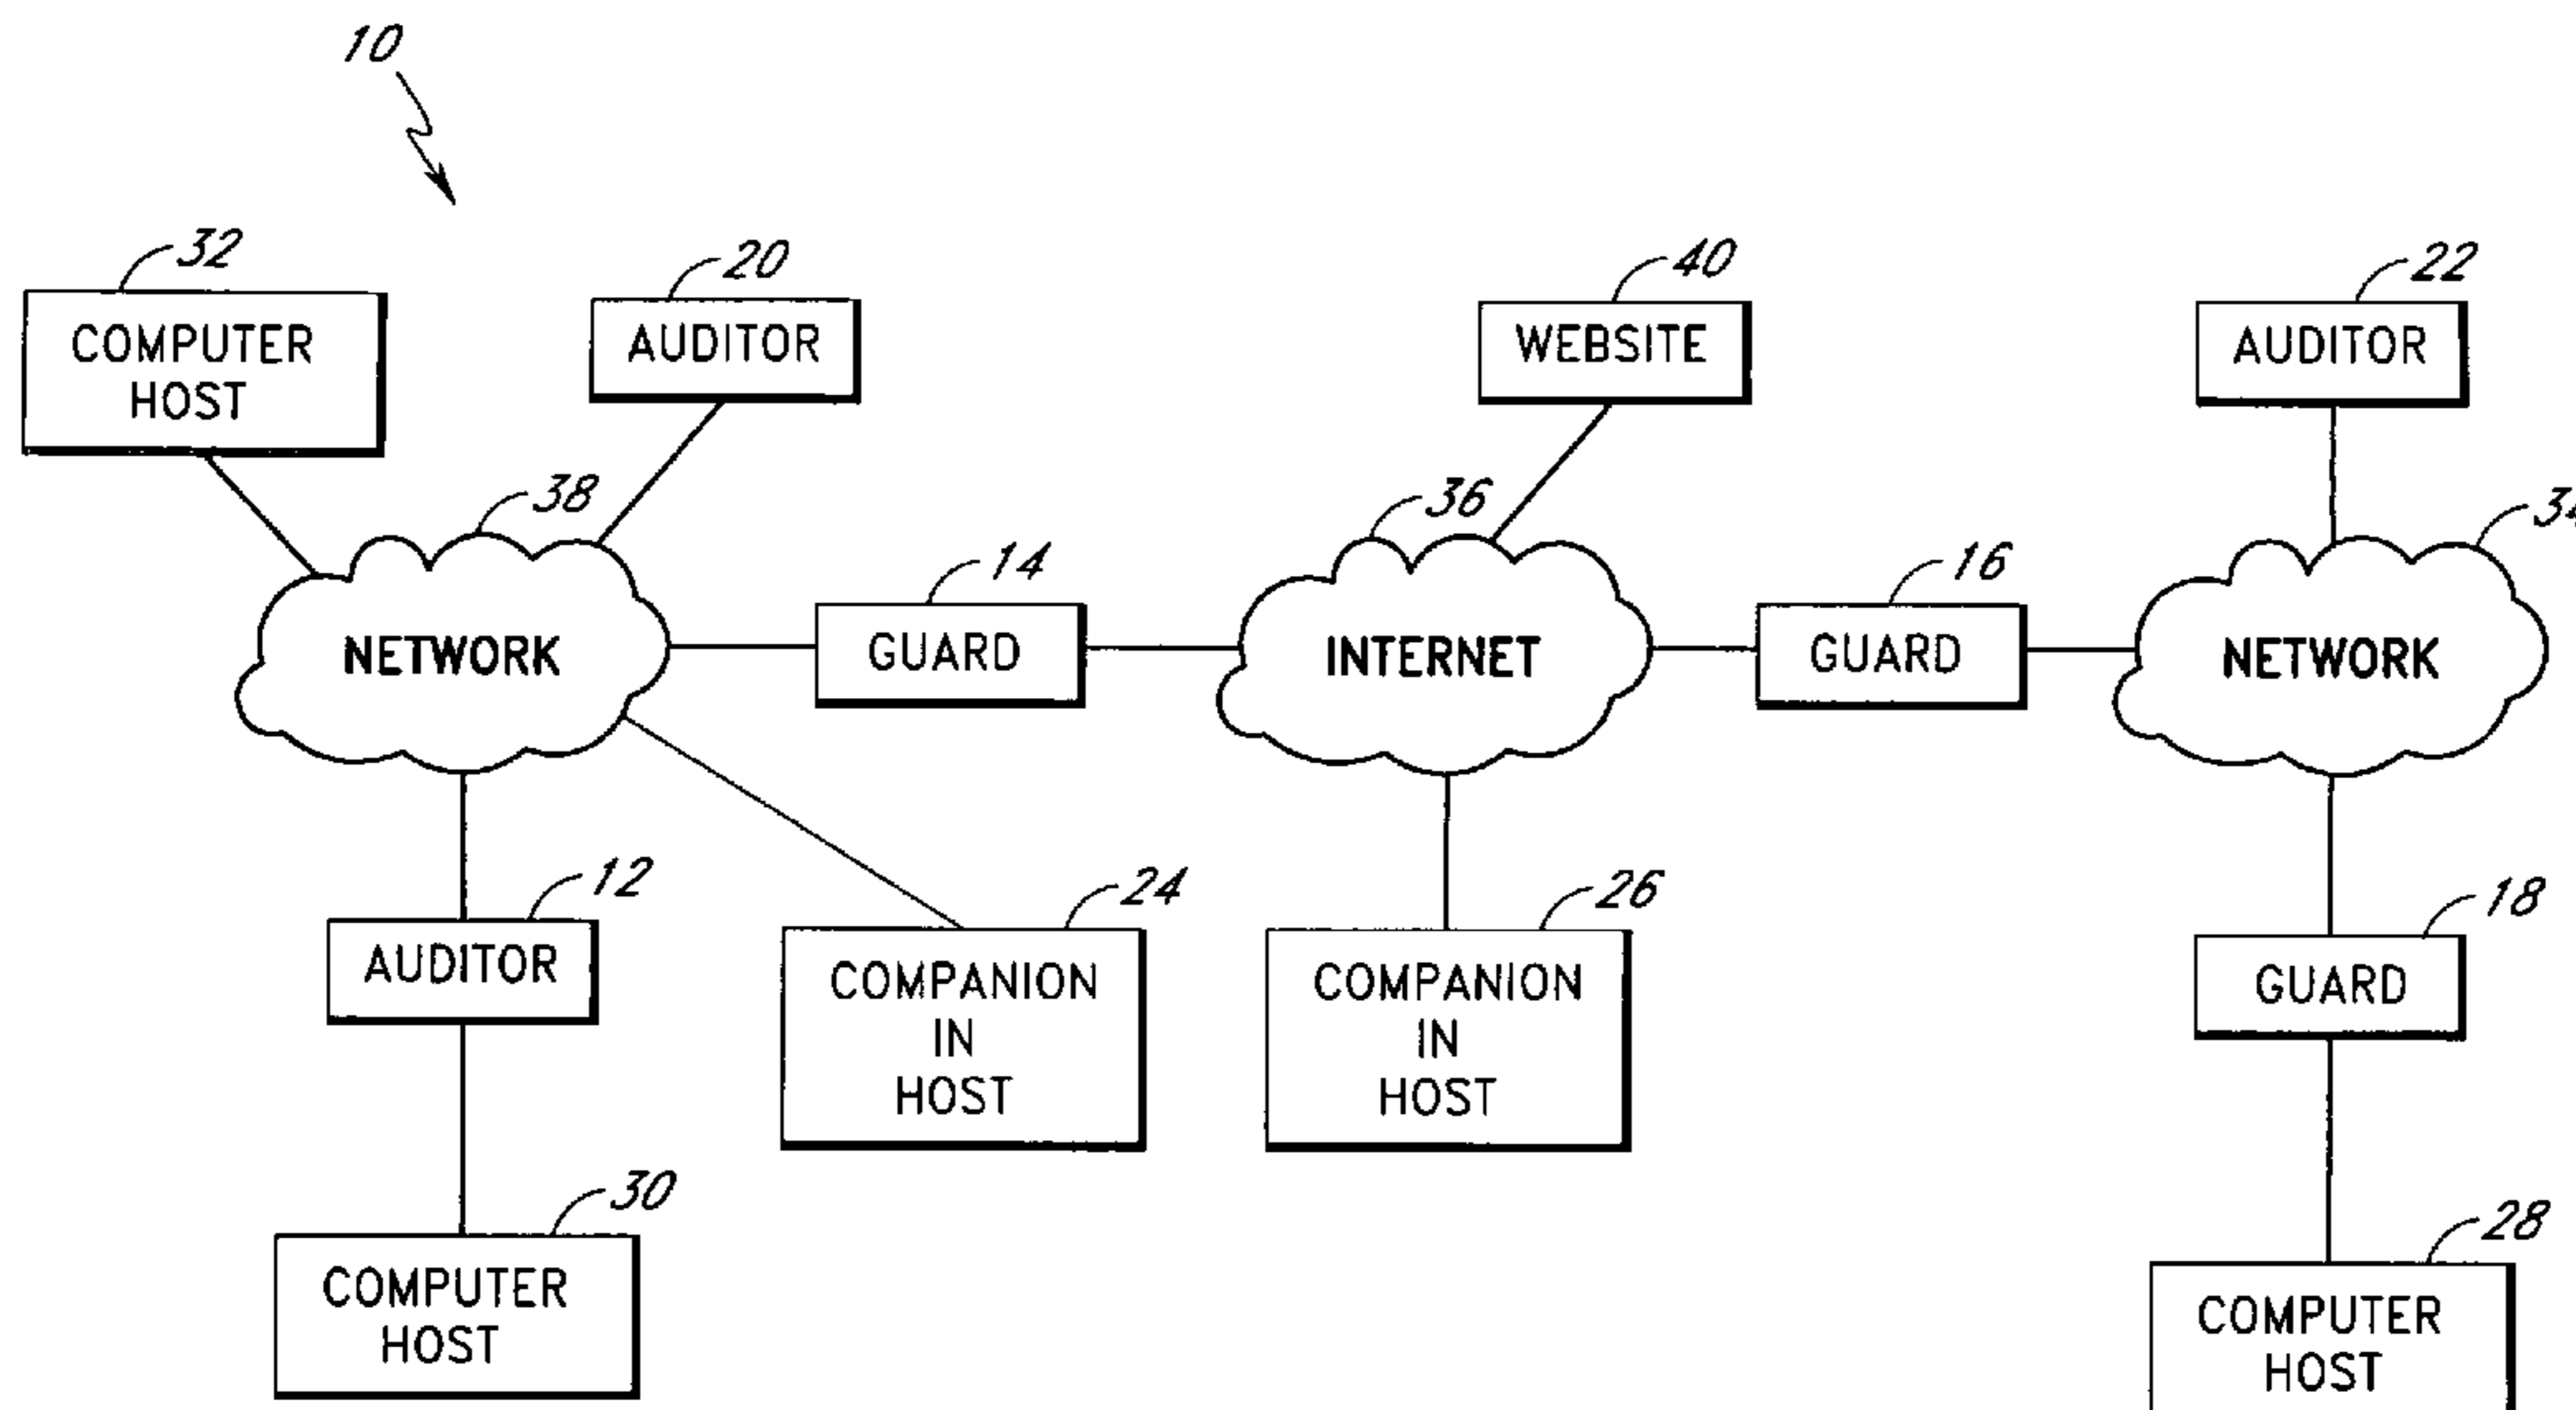 10
32
20
40
22
COMPUTER
HOST
AUDITOR
WEBSITE
AUDITOR
38
36
34
14
16
NETWORK
GUARD
INTERNET
GUARD
NETWORK
12
24
26
18
AUDITOR
COMPANION
IN
HOST
COMPANION
IN
HOST
GUARD
30
28
COMPUTER
HOST
COMPUTER
HOST